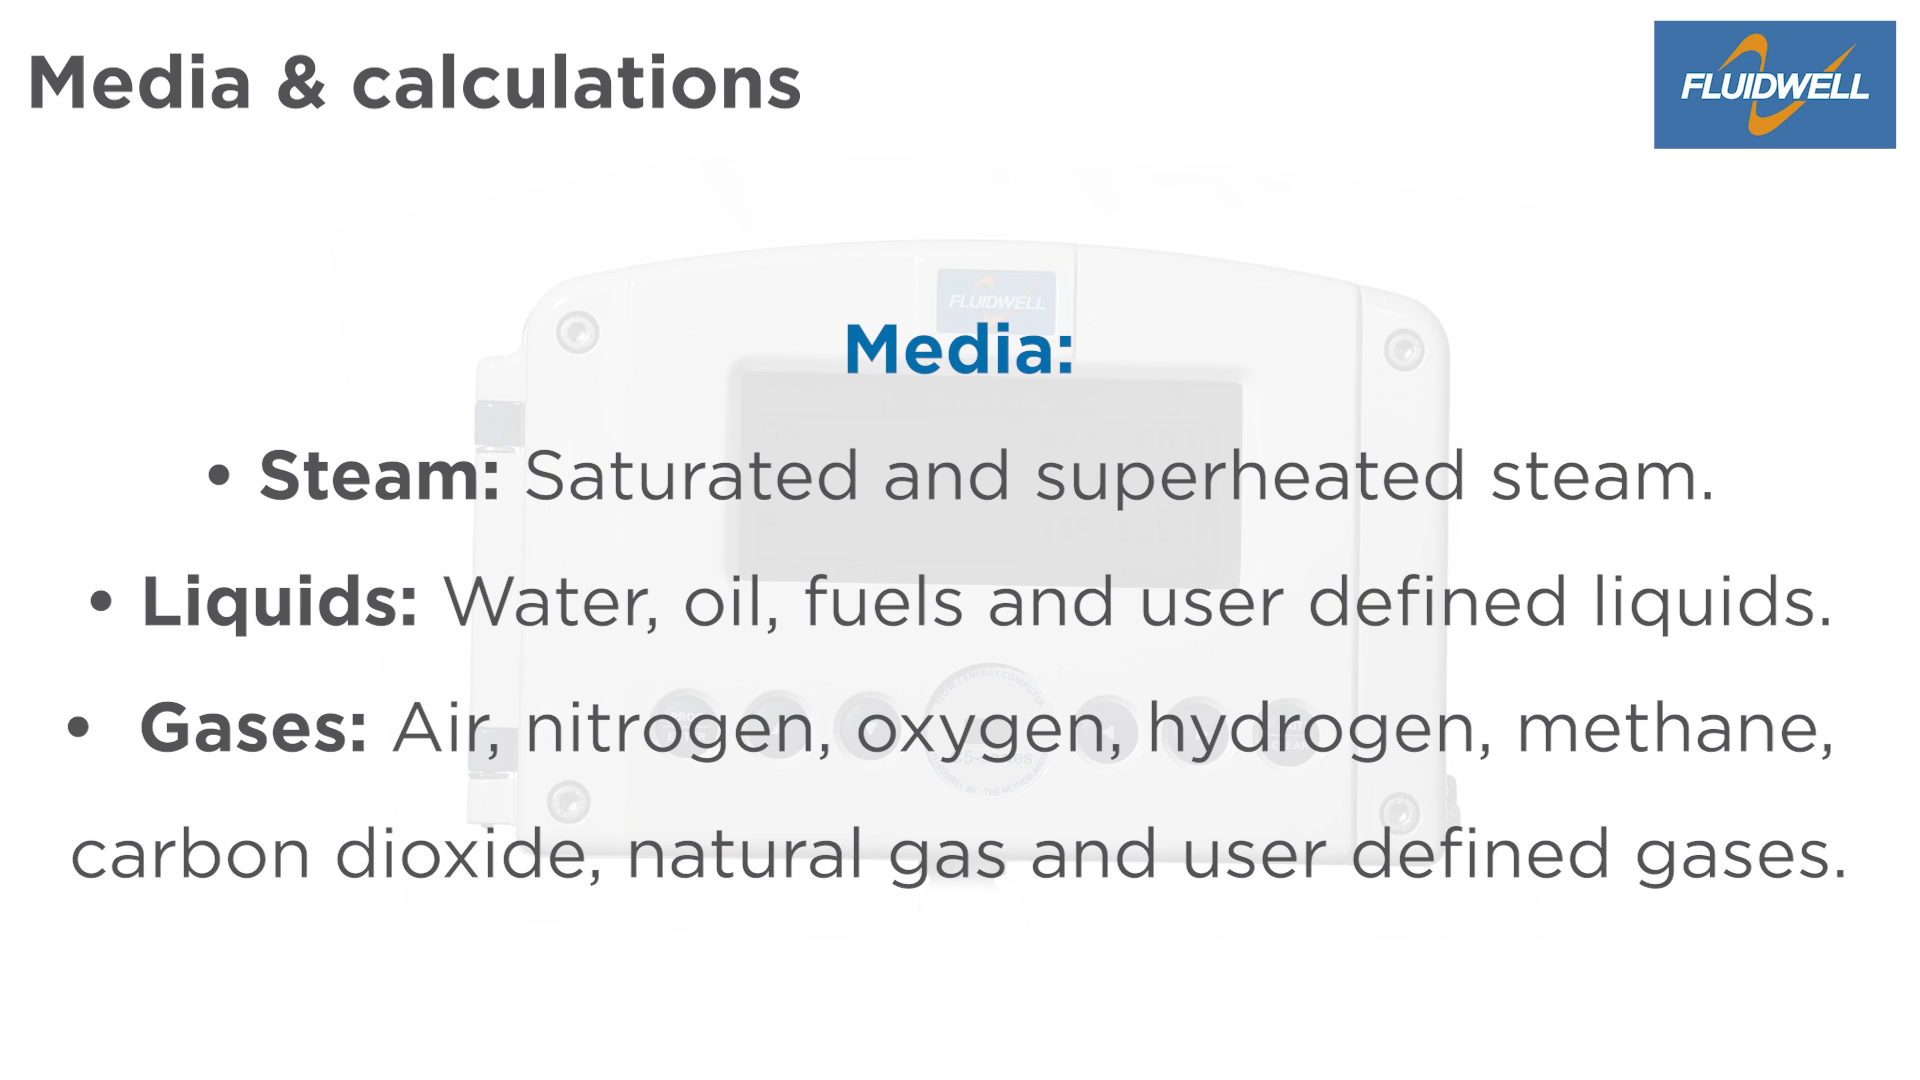 Media & calculations
FLUIDWELL
FLUIDWELL
Media:
• Steam: Saturated and superheated steam.
• Liquids: Water, oil, fuels and user defined liquids.
• Gases: Air, nitrogen, oxygen, hydrogen, methane,
carbon dioxide, natural gas and user defined gases.